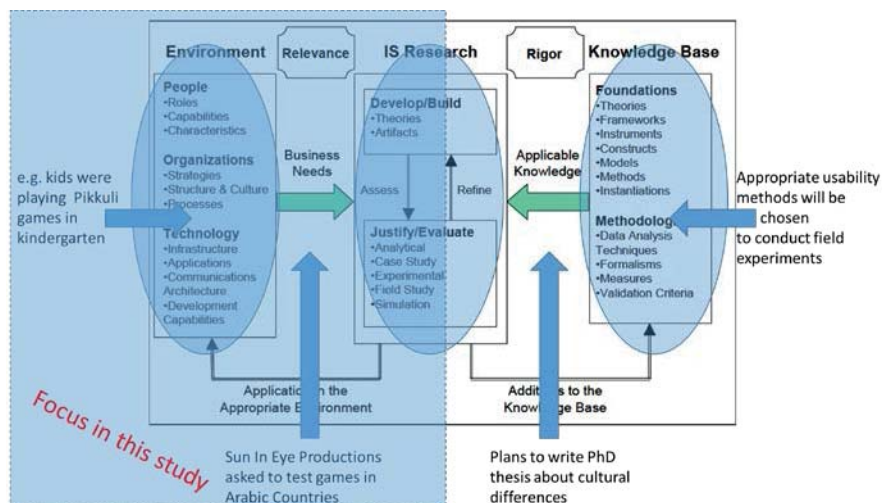 Environment
Relevance
IS Research
Rigor
Knowledge Base
People
•Roles
•Capabilities
•Characteristics
Organizations
•Strategies
•Structure & Culture
•Processes
Technology
•Infrastructure
•Applications
•Communications
Architecture
•Development
Capabilities
Business
Needs
Develop/Build
•Theories
•Artifacts
Assess
Refine
Justify/Evaluate
•Analytical
•Case Study
•Experimental
•Field Study
•Simulation
Applicable
Knowledge
Foundations
•Theories
•Frameworks
•Instruments
•Constructs
•Models
•Methods
•Instantiations
Methodologi
•Data Analysis
Techniques
•Formalisms
•Measures
•Validation Criteria
e.g. kids were
playing Pikkuli
games in
kindergarten
Appropriate usability
methods will be
chosen
to conduct field
experiments
Application in the
Appropriate Environment
Additions to the
Knowledge Base
Focus in this study
Sun In Eye Productions
asked to test games in
Arabic Countries
Plans to write PhD
thesis about cultural
differences